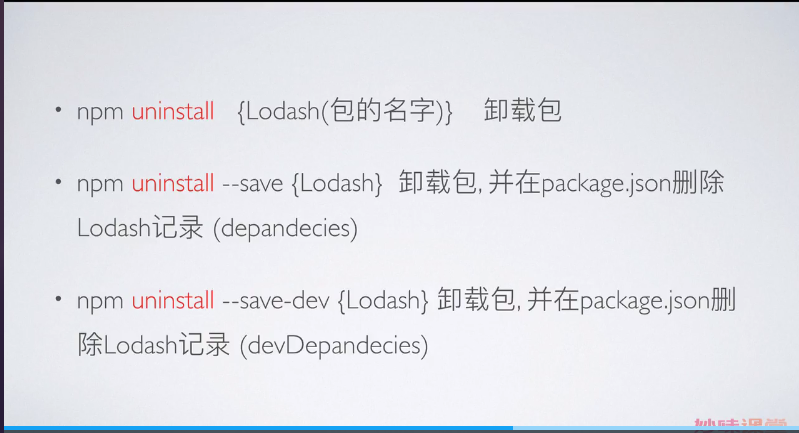 • npm uninstall {Lodash(包的名字)} 卸载包
• npm uninstall --save {Lodash} 卸载包, 并在package.json删除
Lodash记录 (depandecies)
• npm uninstall --save-dev {Lodash} 卸载包, 并在package.json删
除Lodash记录 (devDepandecies)